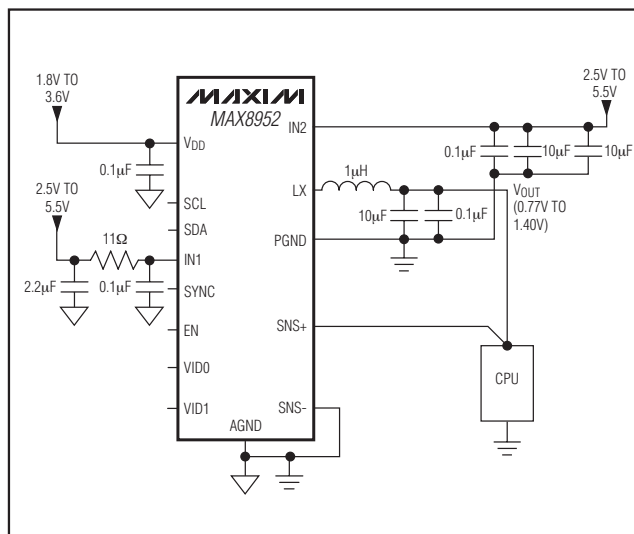 1.8V TO
3.6V
0.1µF
2.5V TO
5.5V
11Ω
2.2µF
0.1µF
MAXIM
MAX8952
VDD
SCL
SDA
IN1
SYNC
EN
VID0
VID1
AGND
IN2
LX
PGND
SNS+
SNS-
2.5V TO
5.5V
0.1µF
10µF
10µF
1µH
10µF
0.1µF
VOUT
(0.77V TO
1.40V)
CPU